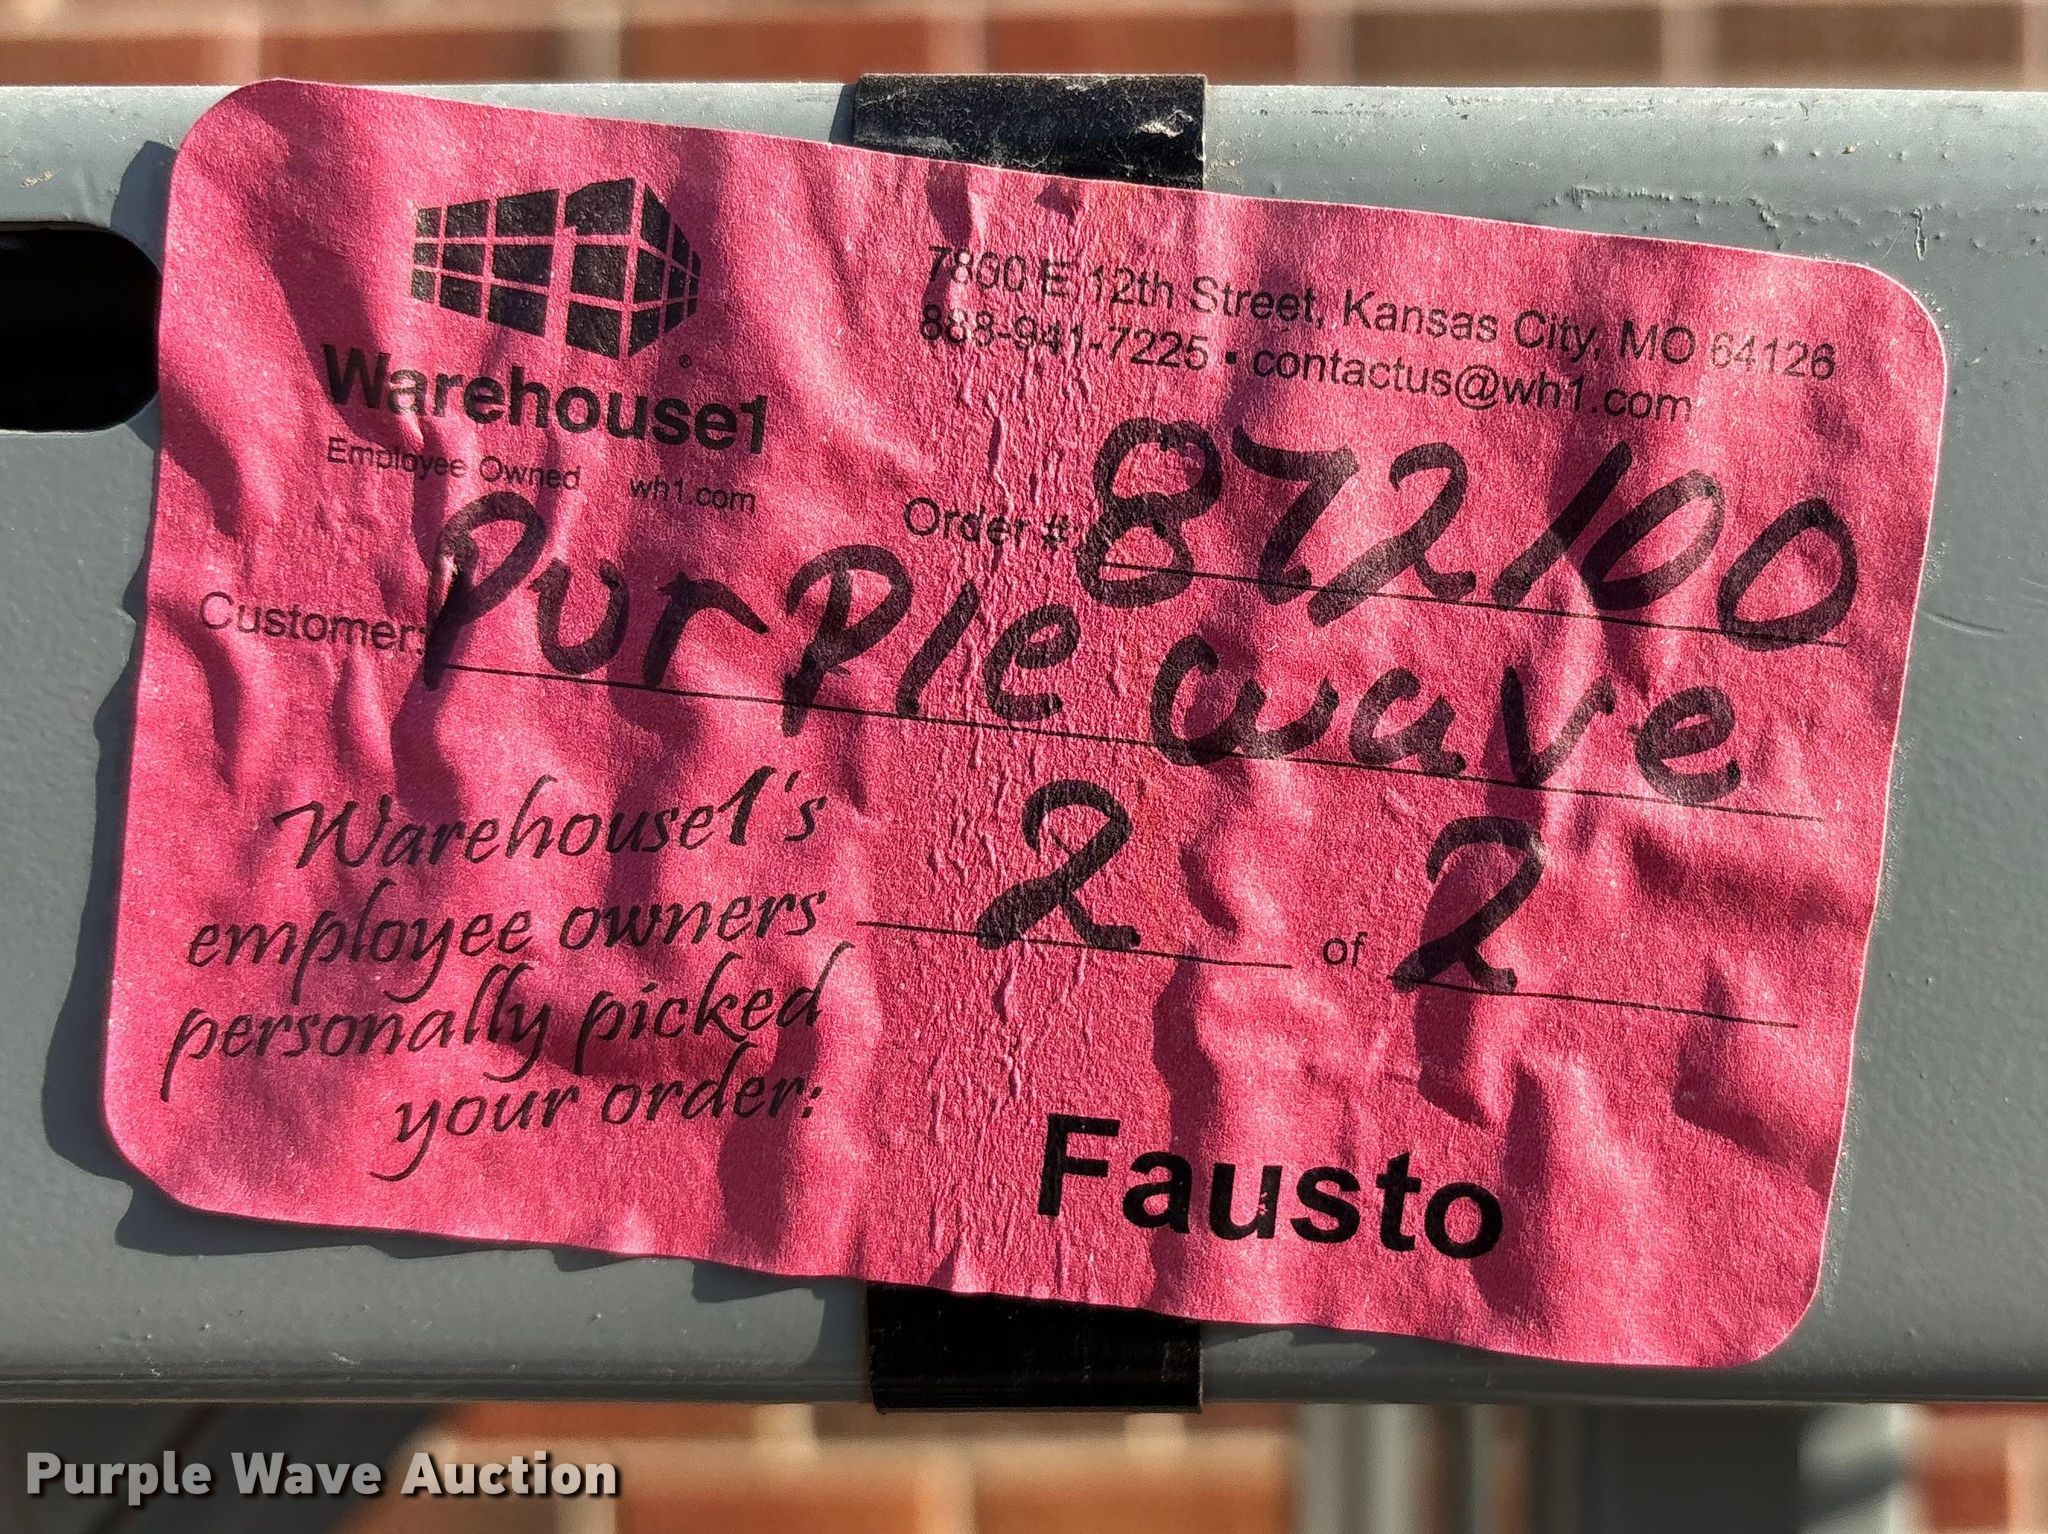 Warehouse1®
Employee Owned wh1.com
7800 E 12th Street, Kansas City, MO 64126
888-941-7225 ▪ contactus@wh1.com
Order #: 872100
Customer: Purple wave
2 of 2
Warehouse1's
employee owners
personally picked
your order:
Fausto
Purple Wave Auction